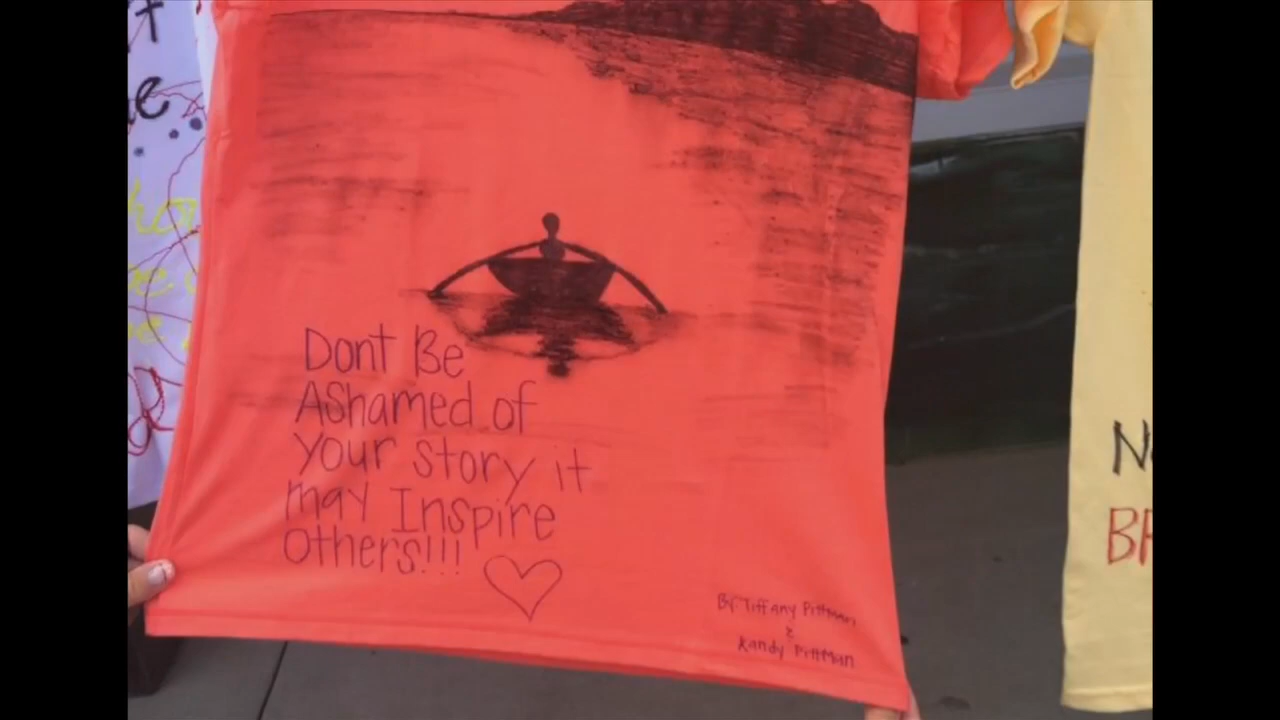 Dont Be
AShamed of
your story it
may Inspire
others!!!
By: Tiffany Pittman
&
Kandy PittMan